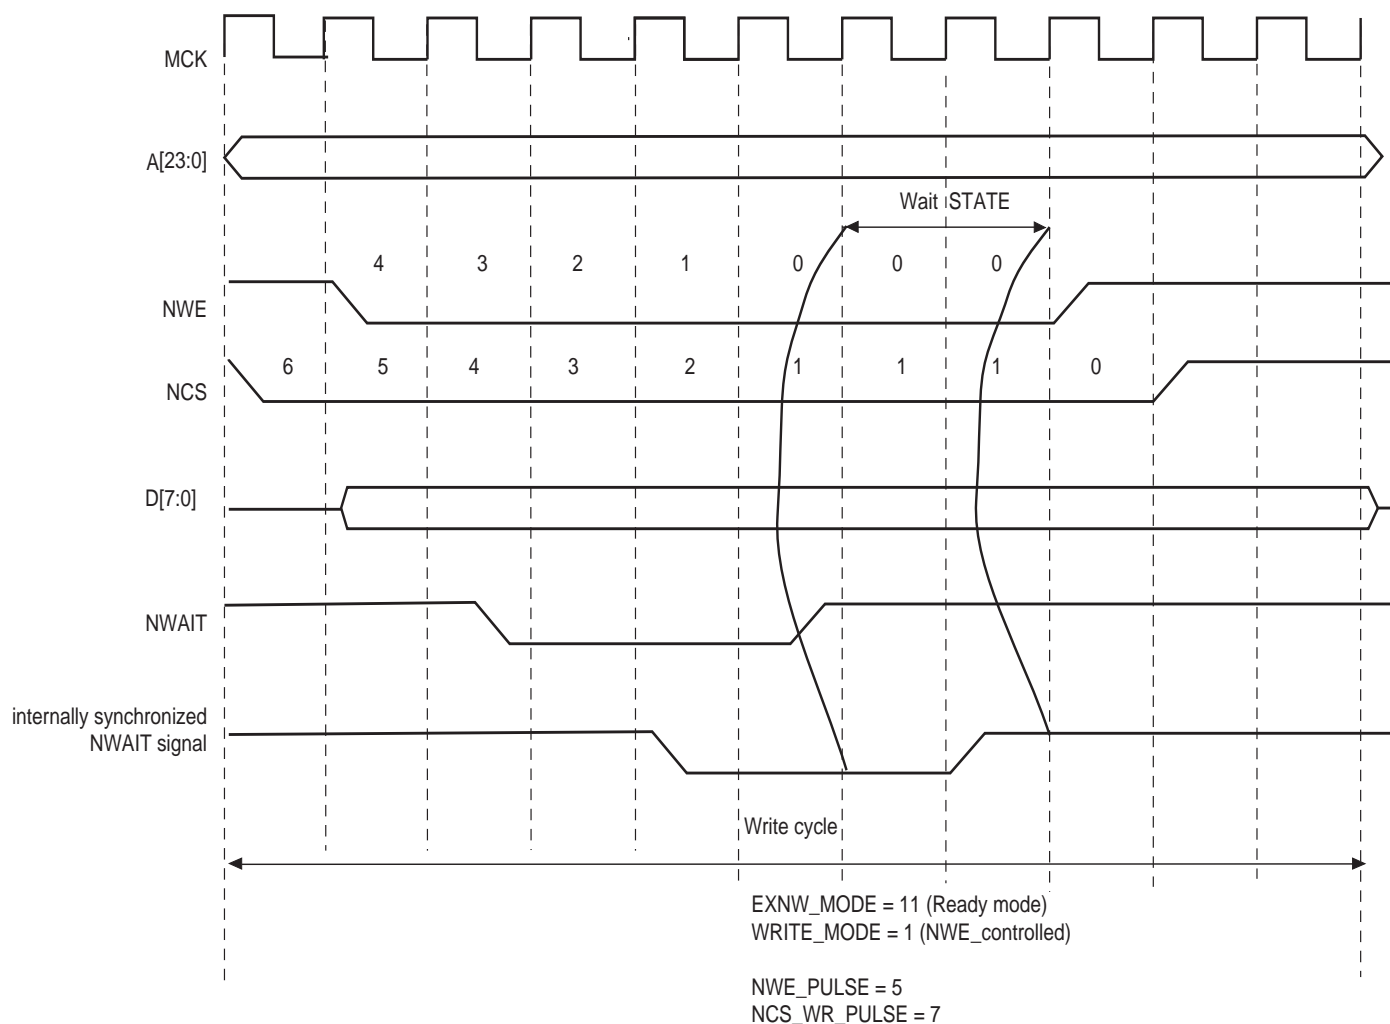 MCK
A[23:0]
Wait STATE
4 3 2 1 0 0 0
NWE
6 5 4 3 2 1 1 1 0
NCS
D[7:0]
NWAIT
internally synchronized
NWAIT signal
Write cycle
EXNW_MODE = 11 (Ready mode)
WRITE_MODE = 1 (NWE_controlled)
NWE_PULSE = 5
NCS_WR_PULSE = 7